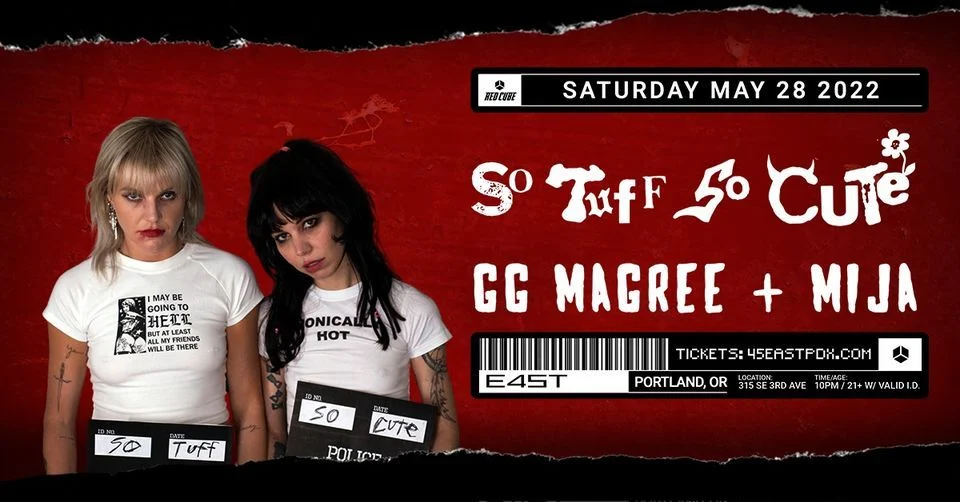 RED CUBE
SATURDAY MAY 28 2022
SO TUFF SO CUTE
GG MAGREE + MIJA
TICKETS: 45EASTPDX.COM
E45T
PORTLAND, OR
LOCATION:
315 SE 3RD AVE
TIME/AGE:
10PM / 21+ W/ VALID I.D.
I MAY BE
GOING TO
HELL
BUT AT LEAST
ALL MY FRIENDS
WILL BE THERE
ONICALL
HOT
ID NO.
DATE
SO
TUFF
ID NO.
DATE
SO
CUTE
POLICE